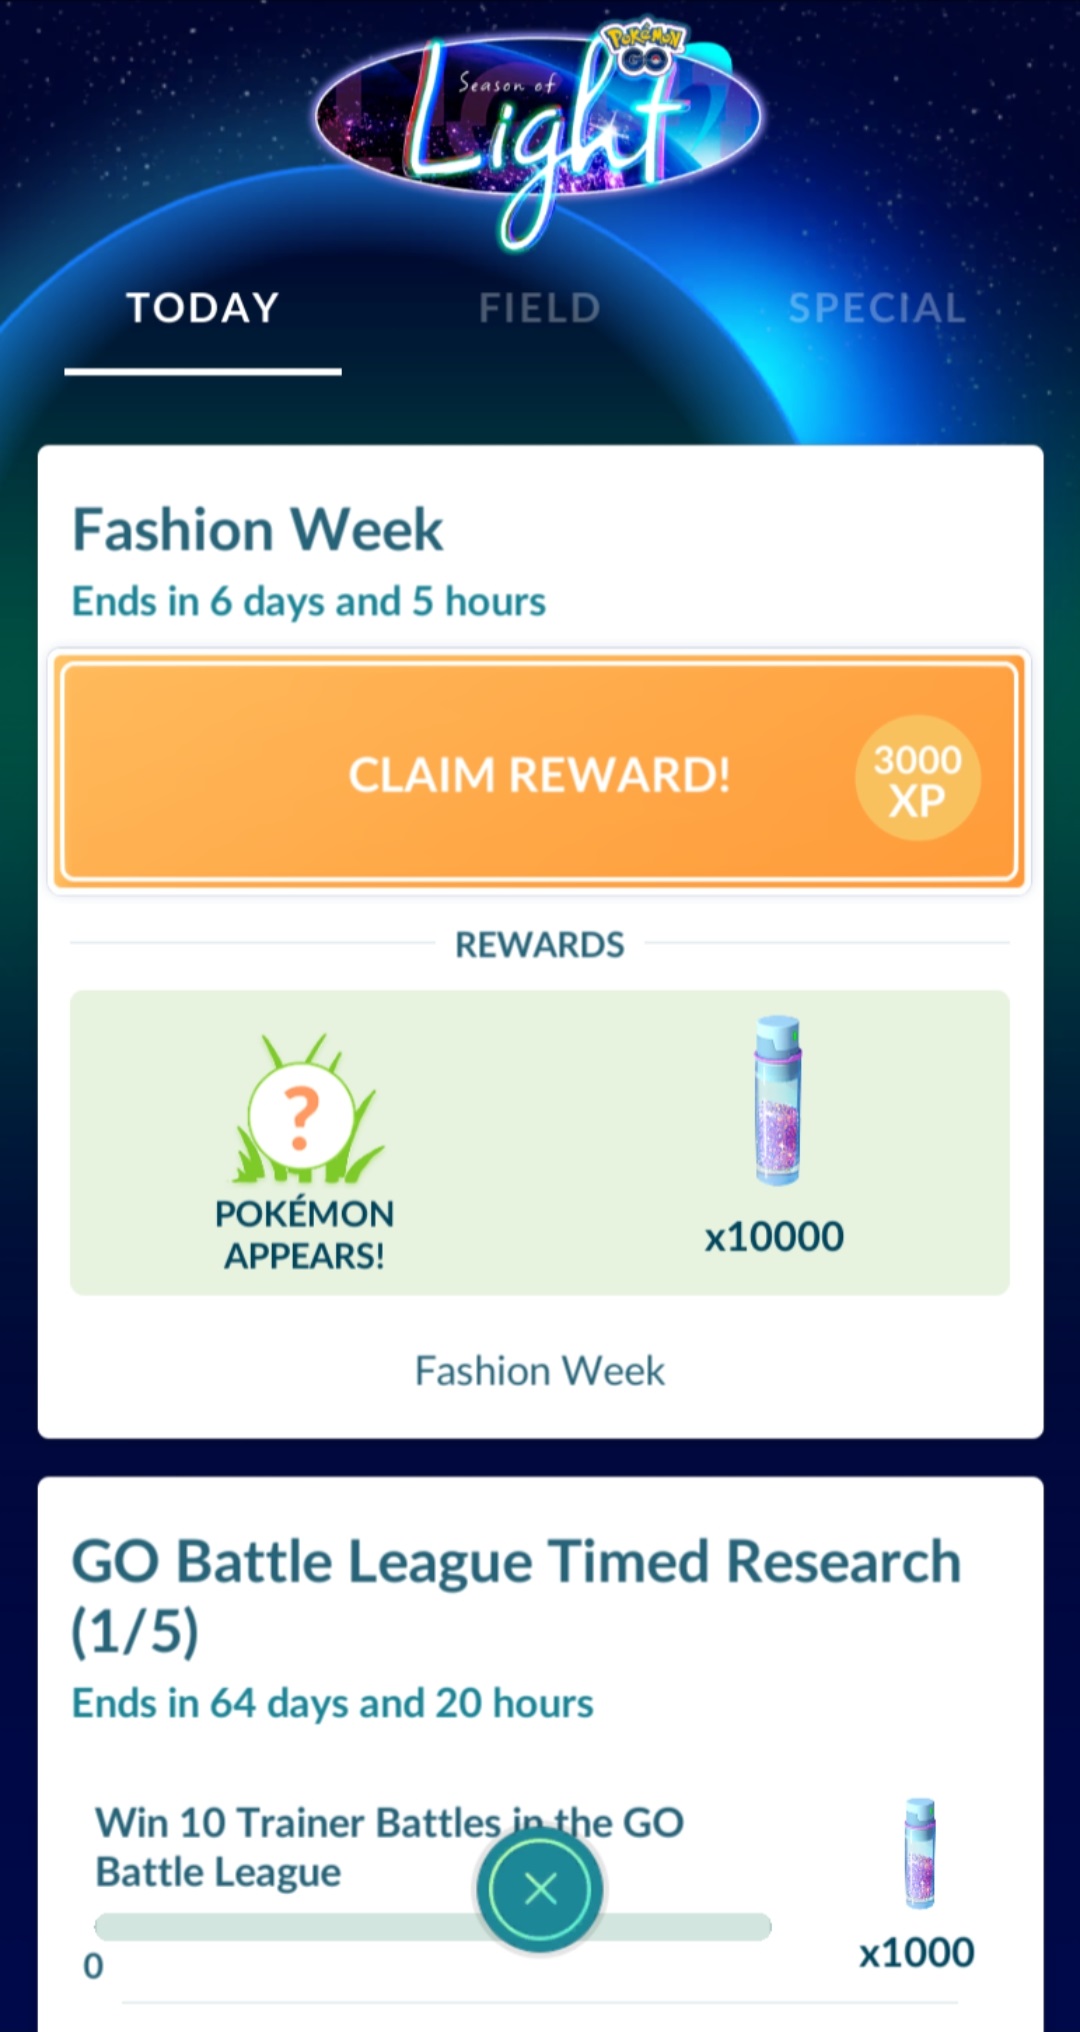 POKÉMON
GO
Season of
Light
TODAY
FIELD
SPECIAL
Fashion Week
Ends in 6 days and 5 hours
CLAIM REWARD!
3000
XP
REWARDS
?
POKÉMON
APPEARS!
x10000
Fashion Week
GO Battle League Timed Research
(1/5)
Ends in 64 days and 20 hours
Win 10 Trainer Battles in the GO
Battle League
0
x1000